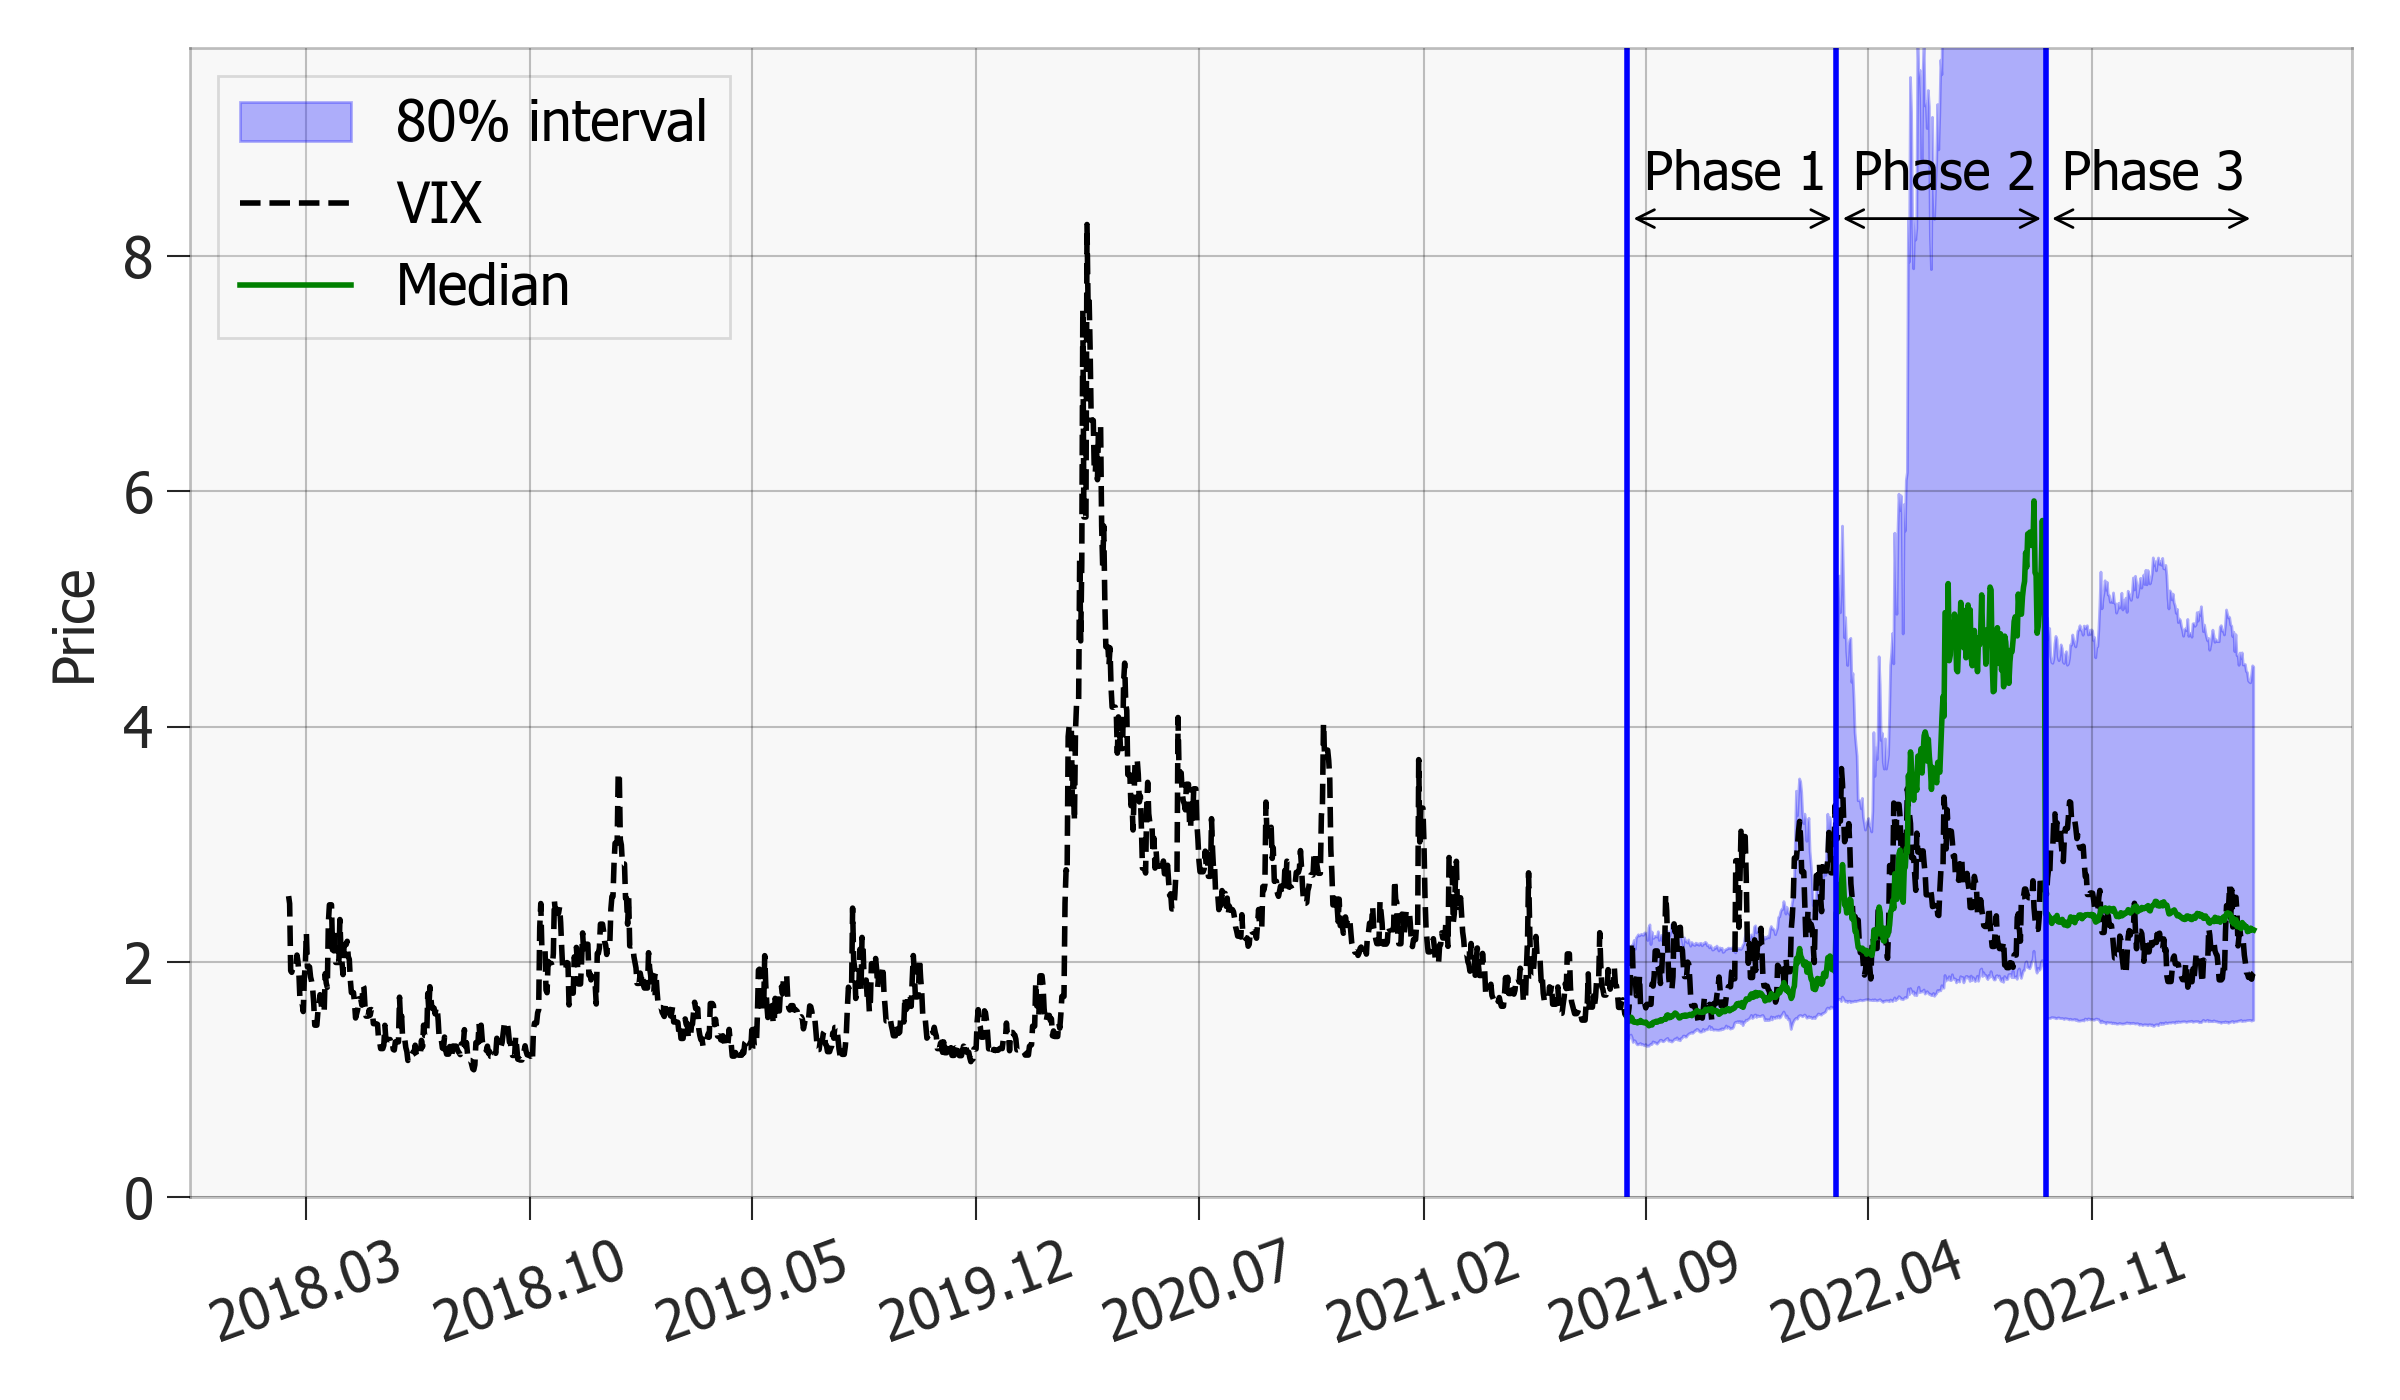 80% interval
VIX
Median
Phase 1
Phase 2
Phase 3
Price
8
6
4
2
0
2018.03
2018.10
2019.05
2019.12
2020.07
2021.02
2021.09
2022.04
2022.11